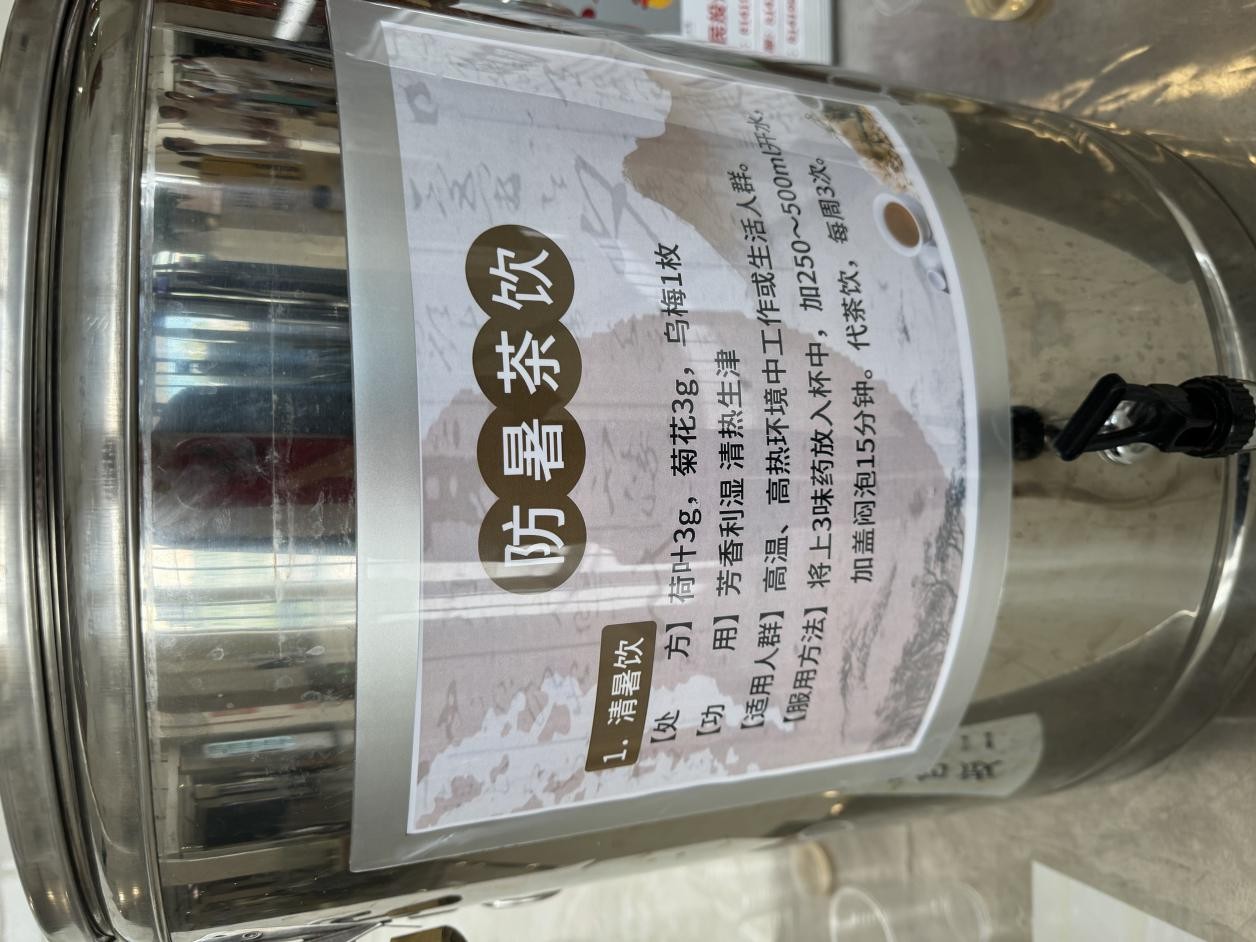 防暑茶饮
1. 清暑饮
【处 方】荷叶3g，菊花3g，乌梅1枚
【功 用】芳香利湿 清热生津
【适用人群】高温、高热环境中工作或生活人群。
【服用方法】将上3味药放入杯中，加250～500ml开水，
加盖闷泡15分钟。代茶饮，每周3次。